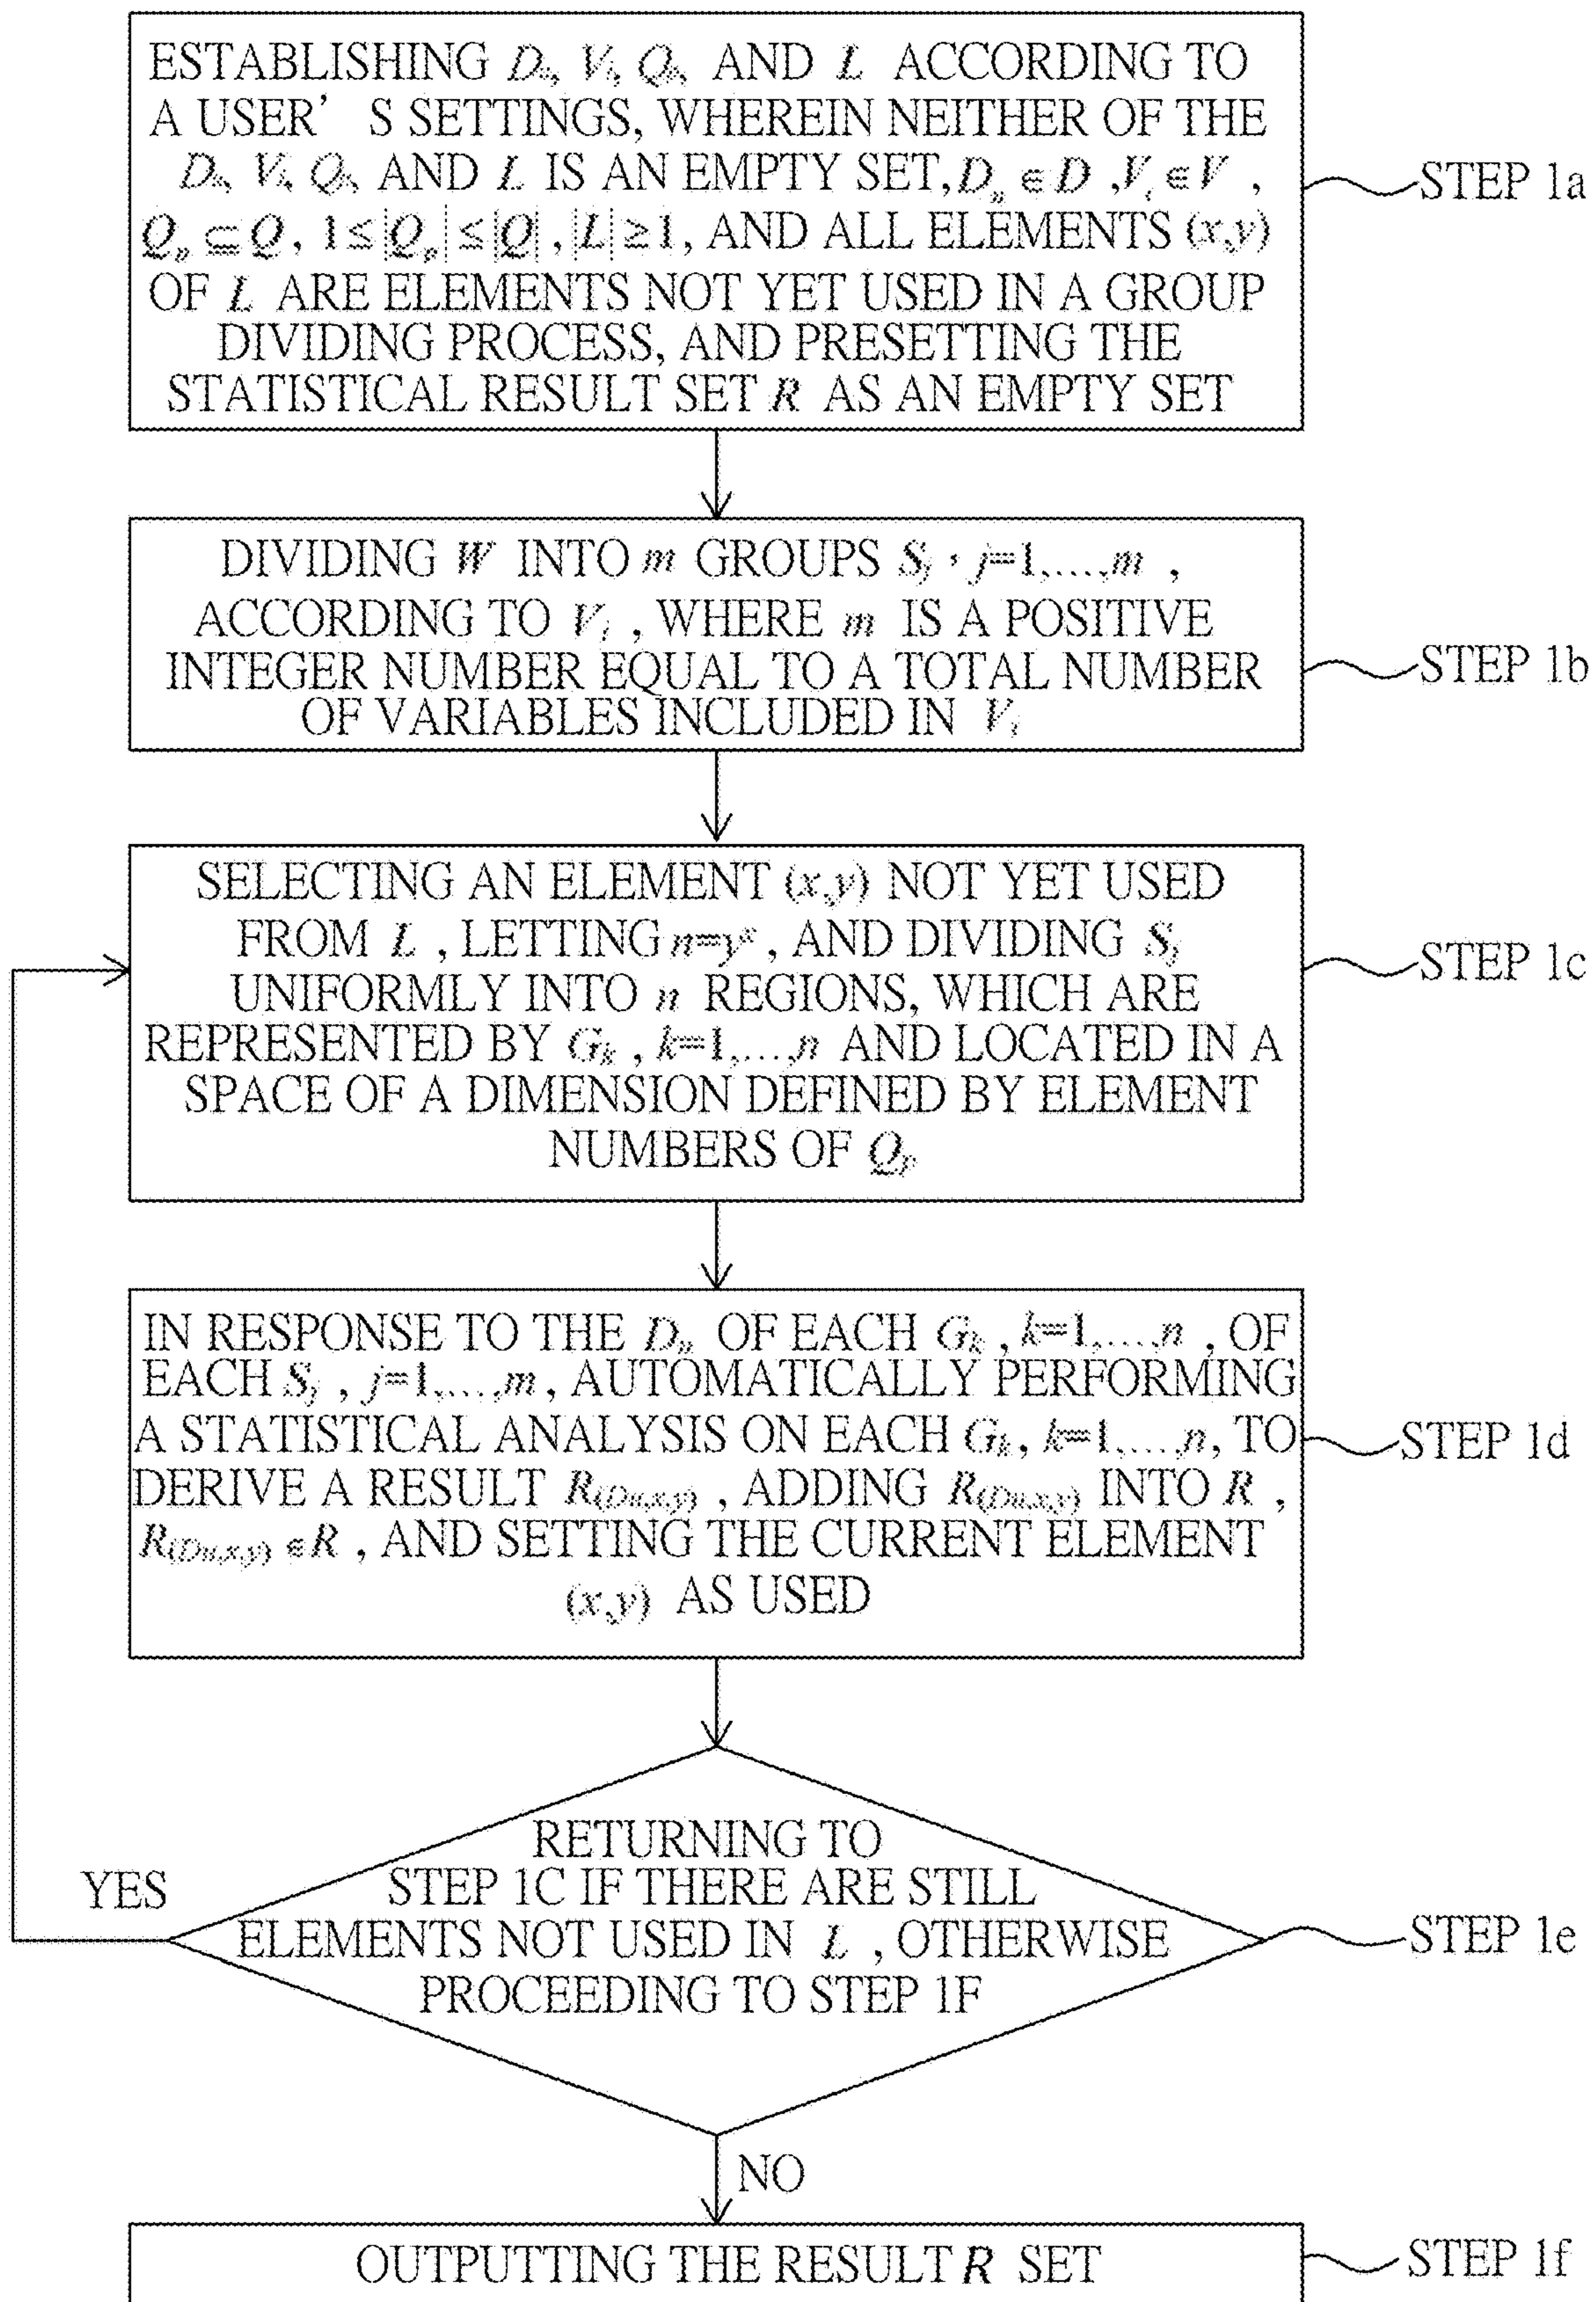 ESTABLISHING Dᵤ, Vᵢ, Qₚ, AND L ACCORDING TO
A USER' S SETTINGS, WHEREIN NEITHER OF THE
Dᵤ, Vᵢ, Qₚ, AND L IS AN EMPTY SET, Dᵤ ∈ D , Vᵢ ∈ V ,
Qₚ ⊆ Q, 1≤|Qₚ|≤|Q| , |L|≥1, AND ALL ELEMENTS (x,y)
OF L ARE ELEMENTS NOT YET USED IN A GROUP
DIVIDING PROCESS, AND PRESETTING THE
STATISTICAL RESULT SET R AS AN EMPTY SET
STEP 1a
DIVIDING W INTO m GROUPS Sⱼ , j=1,...,m ,
ACCORDING TO Vᵢ , WHERE m IS A POSITIVE
INTEGER NUMBER EQUAL TO A TOTAL NUMBER
OF VARIABLES INCLUDED IN Vᵢ
STEP 1b
SELECTING AN ELEMENT (x,y) NOT YET USED
FROM L , LETTING n=yˣ , AND DIVIDING Sⱼ
UNIFORMLY INTO n REGIONS, WHICH ARE
REPRESENTED BY Gₖ , k=1,...,n AND LOCATED IN A
SPACE OF A DIMENSION DEFINED BY ELEMENT
NUMBERS OF Qₚ
STEP 1c
IN RESPONSE TO THE Dᵤ OF EACH Gₖ , k=1,...,n , OF
EACH Sⱼ , j=1,...,m , AUTOMATICALLY PERFORMING
A STATISTICAL ANALYSIS ON EACH Gₖ, k=1,...,n, TO
DERIVE A RESULT R(Du,x,y) , ADDING R(Du,x,y) INTO R ,
R(Du,x,y) ∈ R , AND SETTING THE CURRENT ELEMENT
(x,y) AS USED
STEP 1d
RETURNING TO
STEP 1C IF THERE ARE STILL
ELEMENTS NOT USED IN L , OTHERWISE
PROCEEDING TO STEP 1F
STEP 1e
YES
NO
OUTPUTTING THE RESULT R SET
STEP 1f